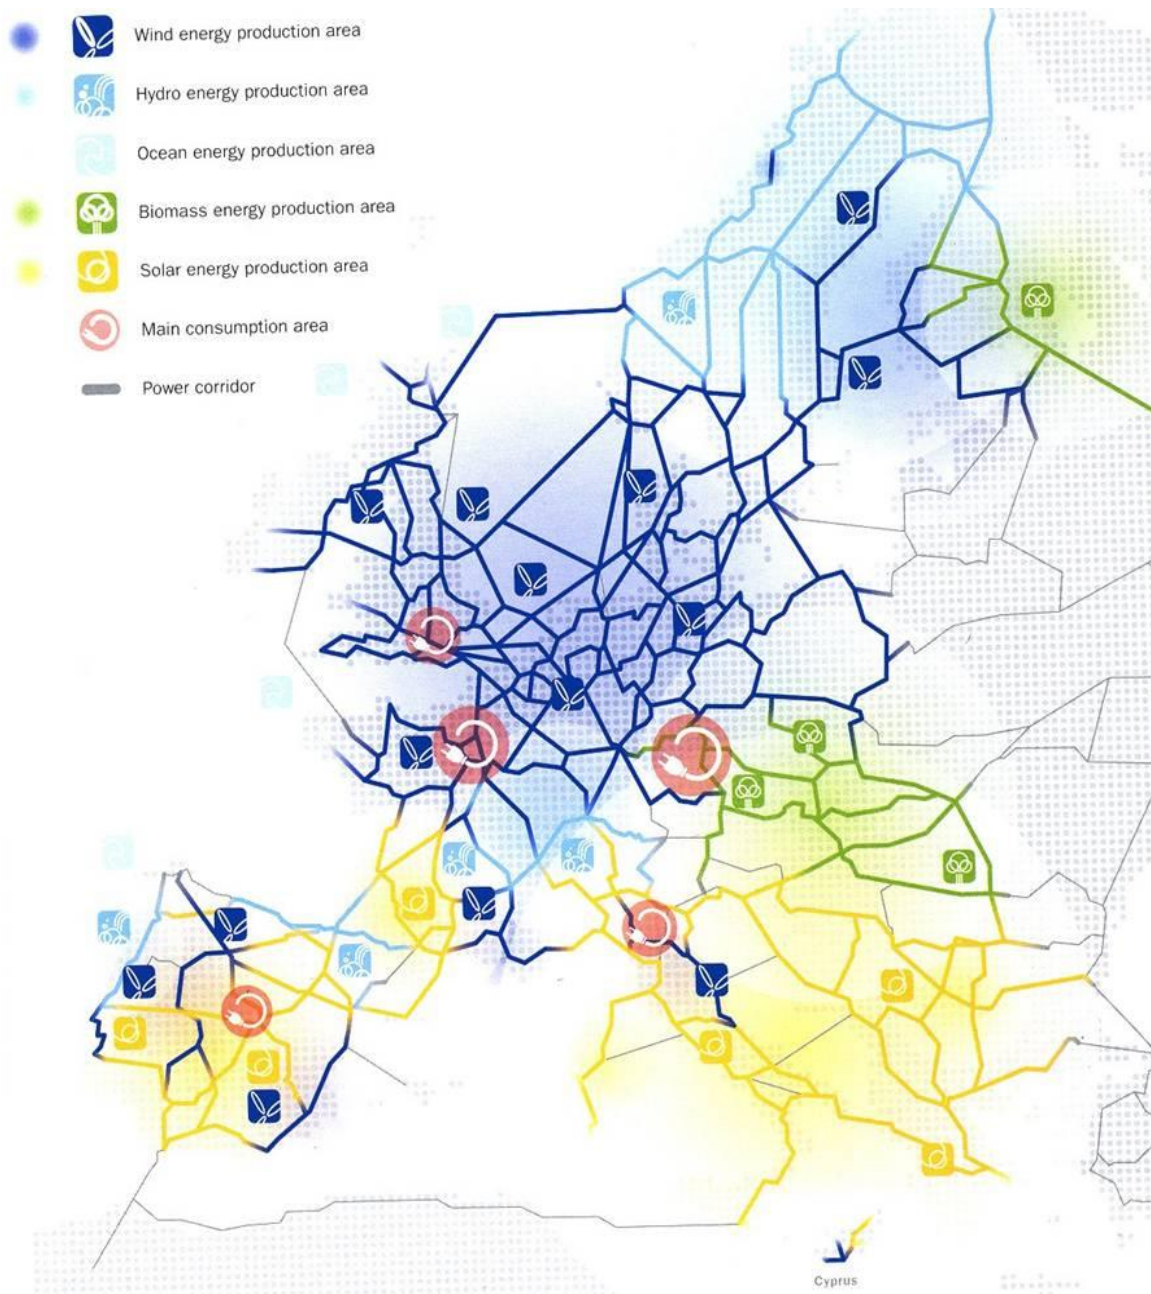 Wind energy production area
Hydro energy production area
Ocean energy production area
Biomass energy production area
Solar energy production area
Main consumption area
Power corridor
Cyprus